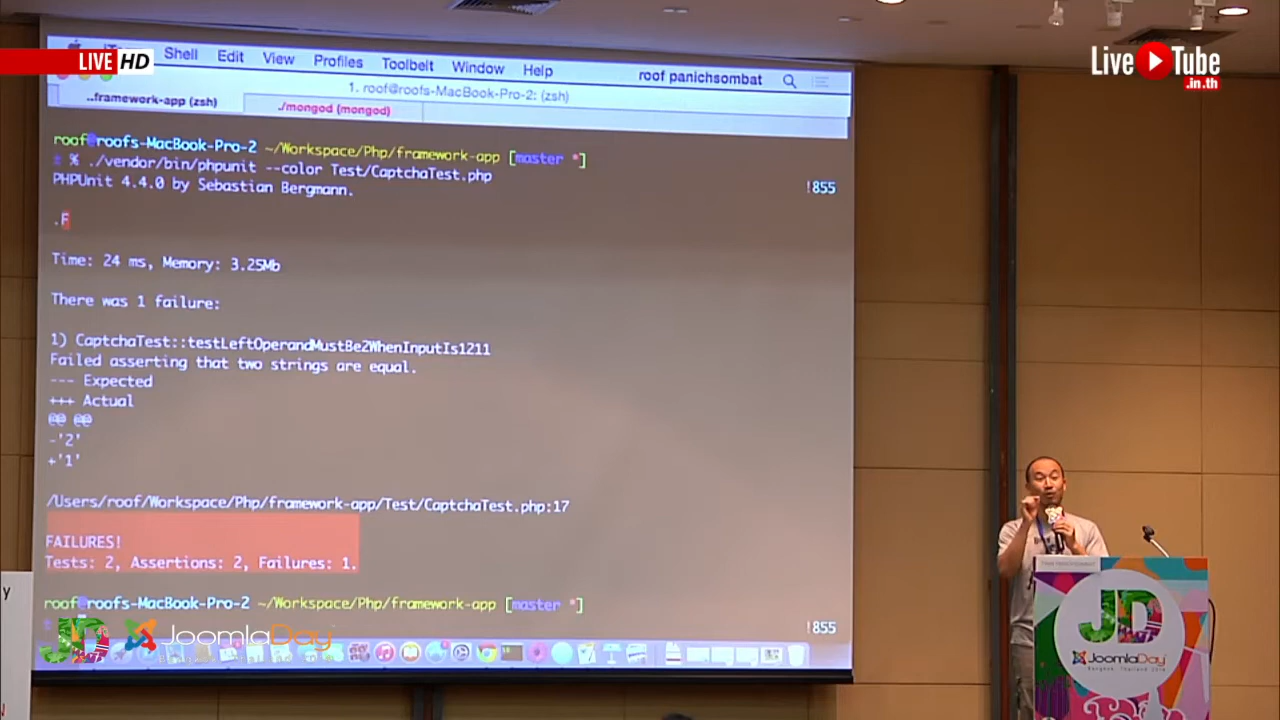 LIVE HD
Live Tube
.in.th
Shell Edit View Profiles Toolbelt Window Help
roof panichsombat
1. roof@roofs-MacBook-Pro-2: (zsh)
..framework-app (zsh)
./mongod (mongod)
roof@roofs-MacBook-Pro-2 ~/Workspace/Php/framework-app [master *]
% ./vendor/bin/phpunit --color Test/CaptchaTest.php
!855
PHPUnit 4.4.0 by Sebastian Bergmann.
.F
Time: 24 ms, Memory: 3.25Mb
There was 1 failure:
1) CaptchaTest::testLeftOperandMustBe2WhenInputIs1211
Failed asserting that two strings are equal.
--- Expected
+++ Actual
@@ @@
-'2'
+'1'
/Users/roof/Workspace/Php/framework-app/Test/CaptchaTest.php:17
FAILURES!
Tests: 2, Assertions: 2, Failures: 1.
roof@roofs-MacBook-Pro-2 ~/Workspace/Php/framework-app [master *]
!855
JD JoomlaDay
JD
JoomlaDay
y